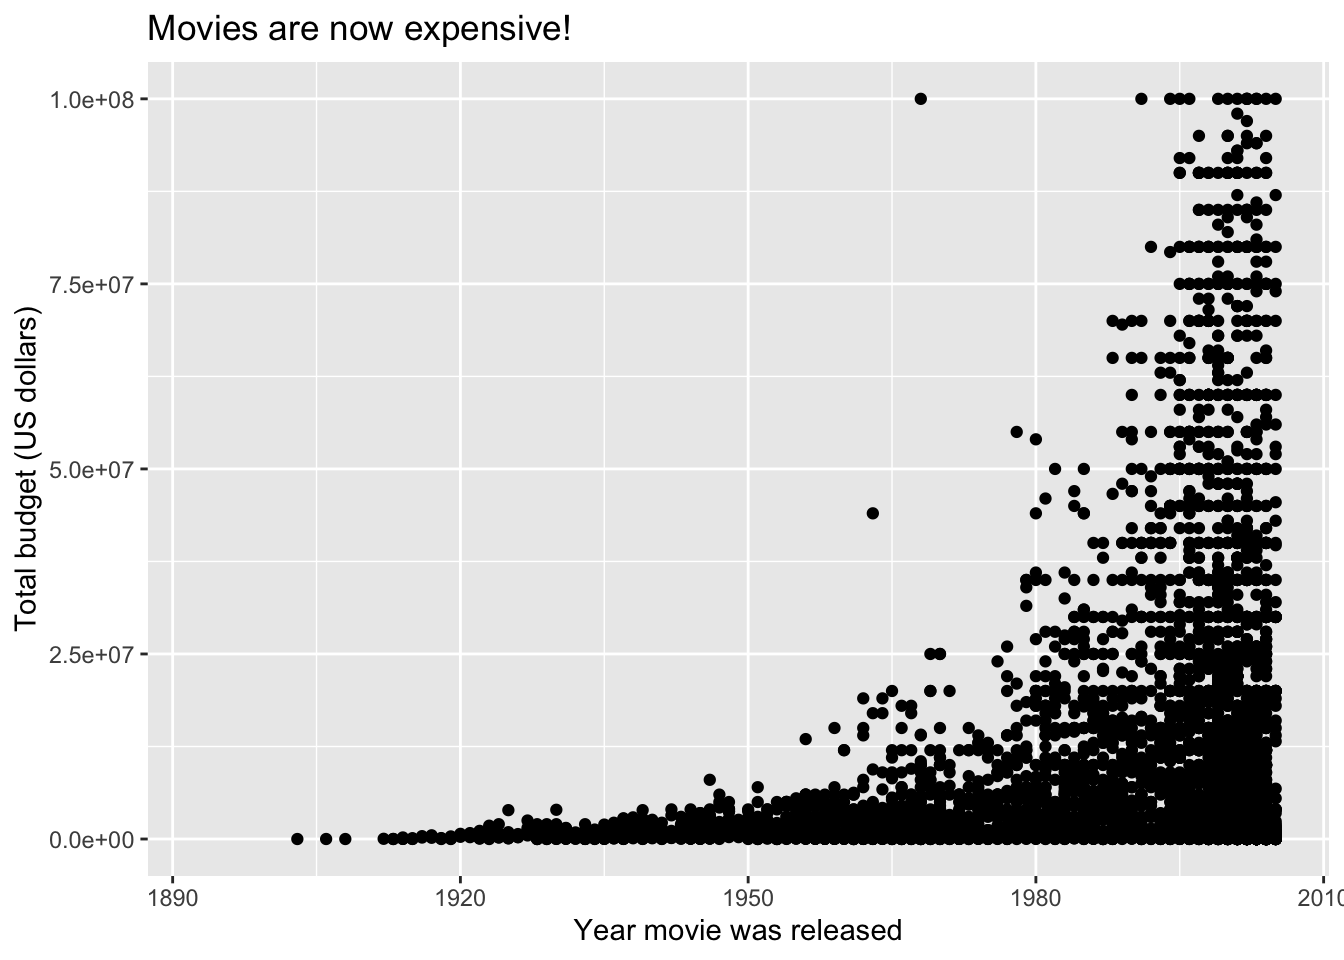 Movies are now expensive!
1.0e+08
7.5e+07
5.0e+07
2.5e+07
0.0e+00
Total budget (US dollars)
1890 1920 1950 1980 2010
Year movie was released